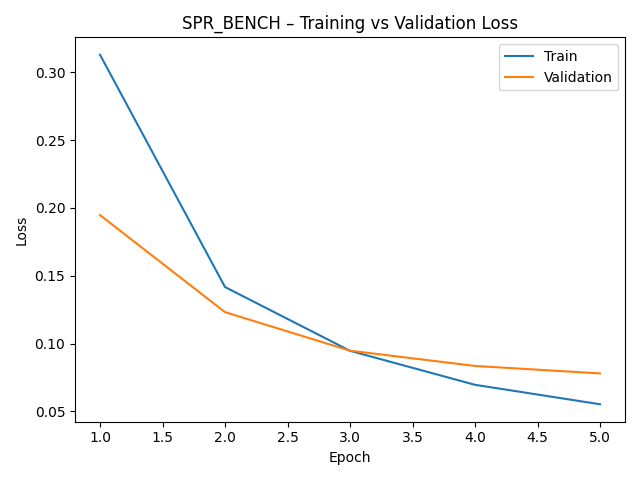 SPR_BENCH – Training vs Validation Loss
Train
Validation
Loss
0.30
0.25
0.20
0.15
0.10
0.05
1.0 1.5 2.0 2.5 3.0 3.5 4.0 4.5 5.0
Epoch